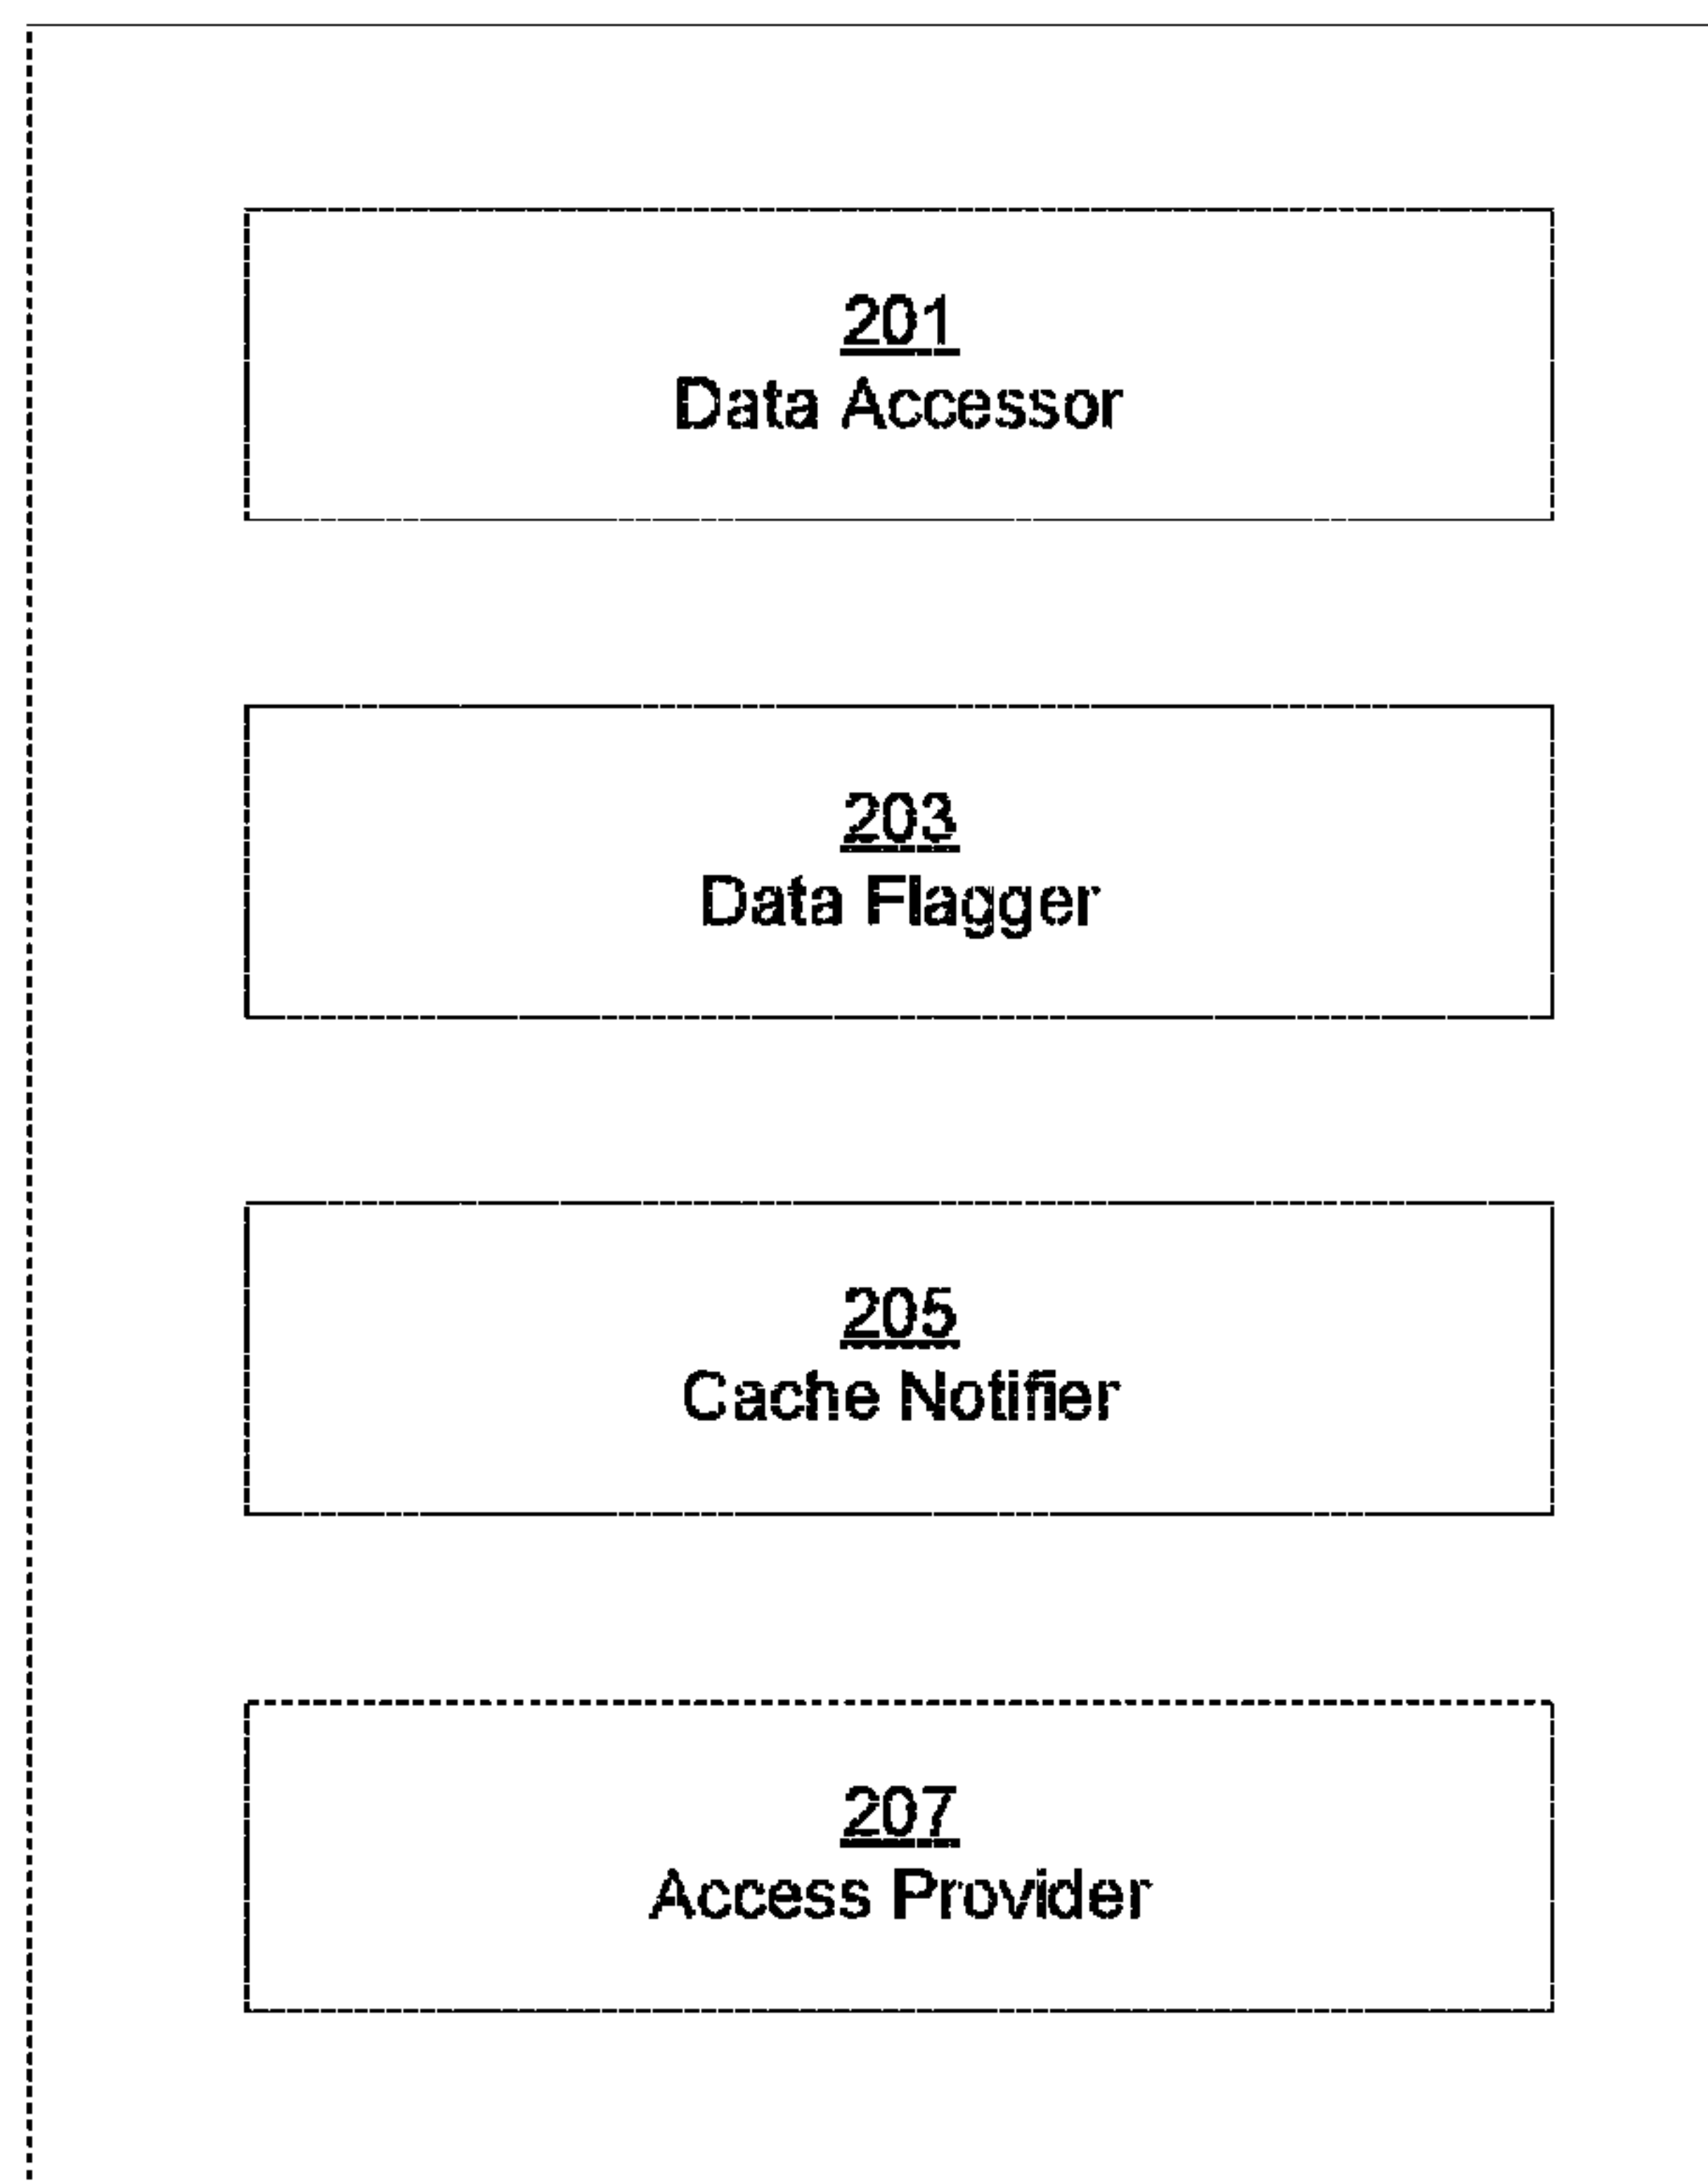 201
Data Accessor
203
Data Flagger
205
Cache Notifier
207
Access Provider